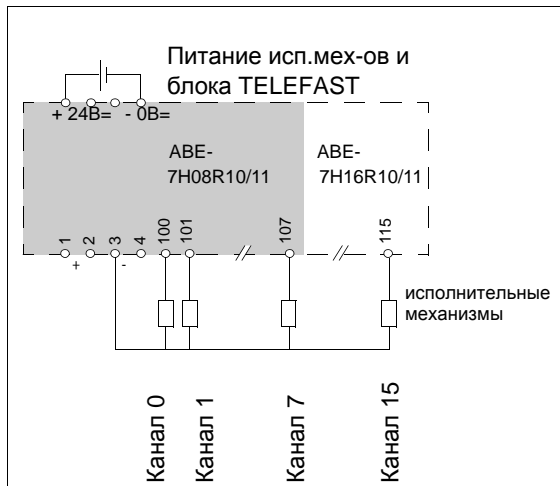 Питание исп.мех-ов и
блока TELEFAST
+ 24В= - 0В=
ABE-
7H08R10/11
ABE-
7H16R10/11
1
2
3
4
100
101
107
115
+
-
исполнительные
механизмы
Канал 0
Канал 1
Канал 7
Канал 15